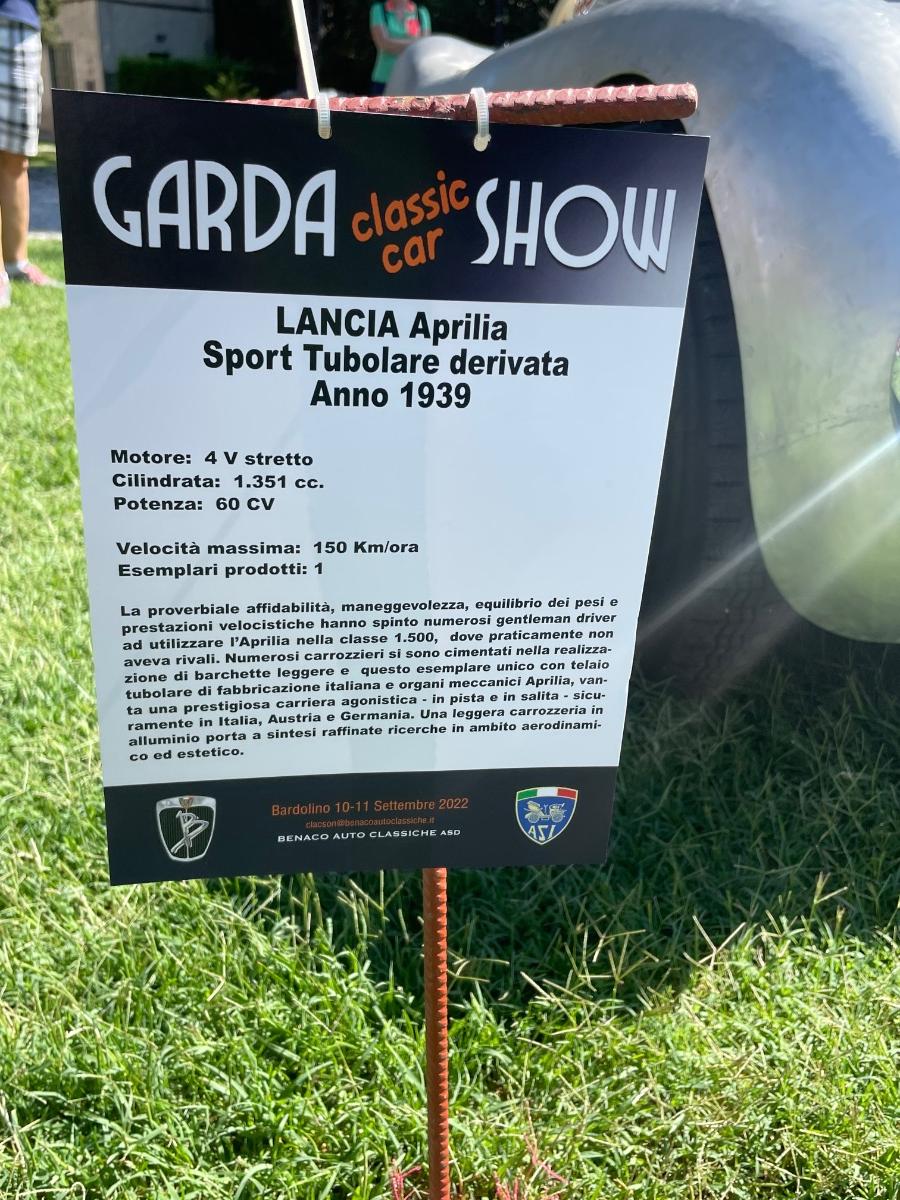 GARDA classic car SHOW
LANCIA Aprilia
Sport Tubolare derivata
Anno 1939
Motore: 4 V stretto
Cilindrata: 1.351 cc.
Potenza: 60 CV
Velocità massima: 150 Km/ora
Esemplari prodotti: 1
La proverbiale affidabilità, maneggevolezza, equilibrio dei pesi e
prestazioni velocistiche hanno spinto numerosi gentleman driver
ad utilizzare l'Aprilia nella classe 1.500, dove praticamente non
aveva rivali. Numerosi carrozzieri si sono cimentati nella realizza-
zione di barchette leggere e questo esemplare unico con telaio
tubolare di fabbricazione italiana e organi meccanici Aprilia, van-
ta una prestigiosa carriera agonistica - in pista e in salita - sicu-
ramente in Italia, Austria e Germania. Una leggera carrozzeria in
alluminio porta a sintesi raffinate ricerche in ambito aerodinami-
co ed estetico.
Bardolino 10-11 Settembre 2022
clacson@benacoautoclassiche.it
BENACO AUTO CLASSICHE ASD
ASI